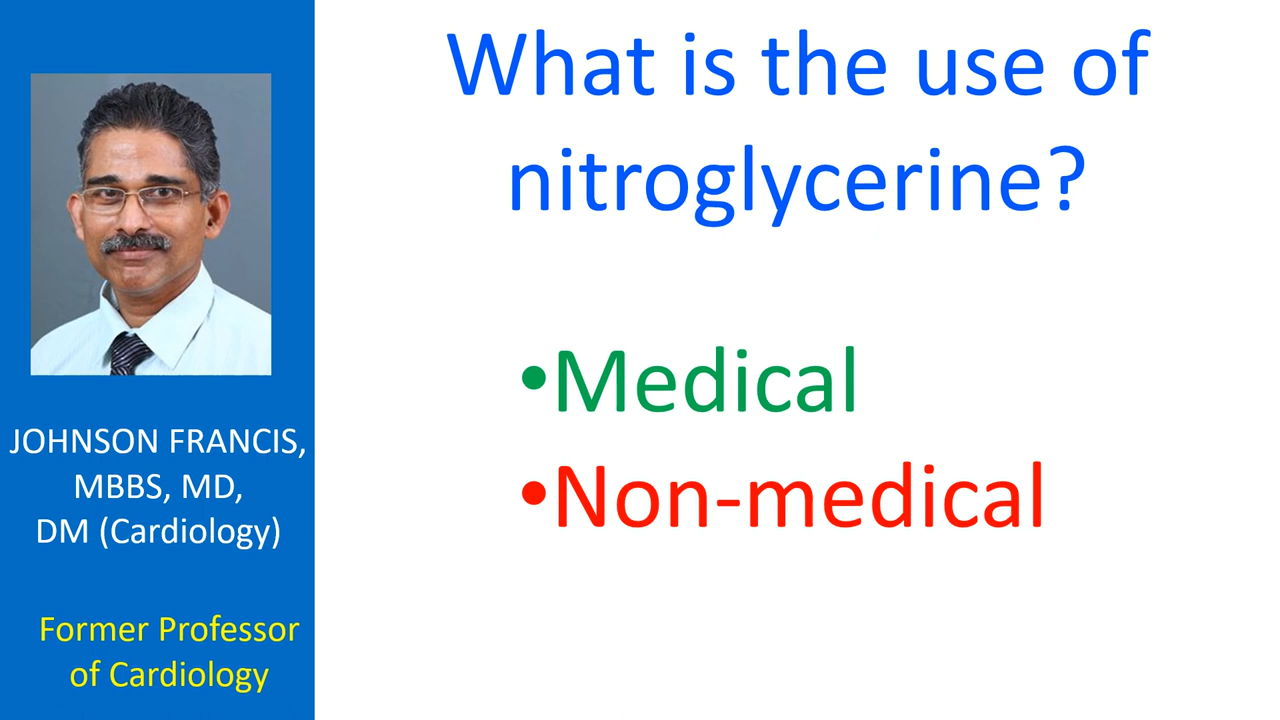 What is the use of
nitroglycerine?
•Medical
•Non-medical
JOHNSON FRANCIS,
MBBS, MD,
DM (Cardiology)
Former Professor
of Cardiology